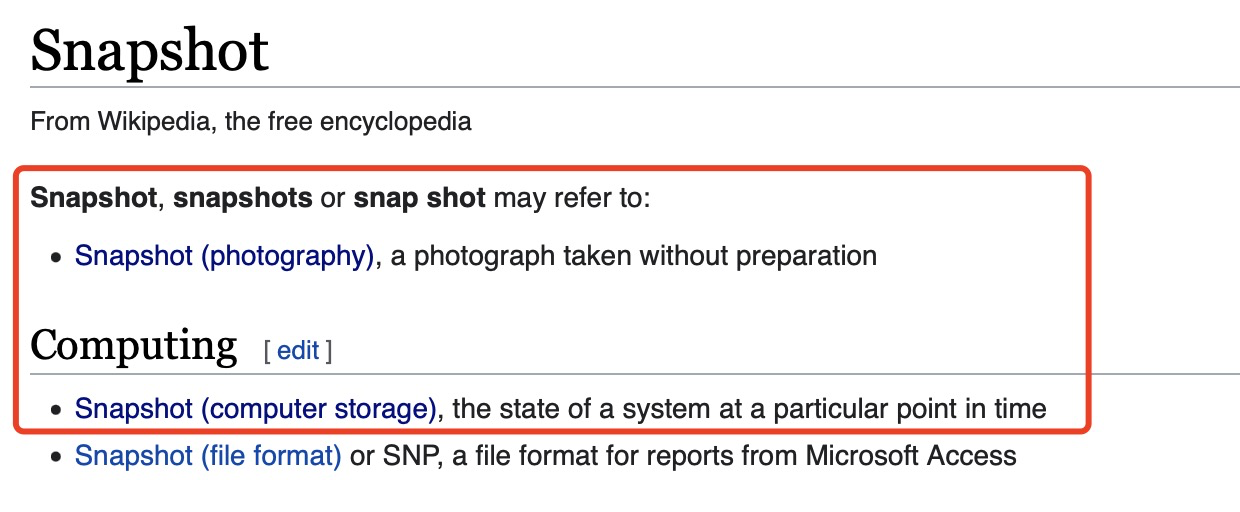 Snapshot
From Wikipedia, the free encyclopedia
Snapshot, snapshots or snap shot may refer to:
• Snapshot (photography), a photograph taken without preparation
Computing [ edit ]
• Snapshot (computer storage), the state of a system at a particular point in time
• Snapshot (file format) or SNP, a file format for reports from Microsoft Access